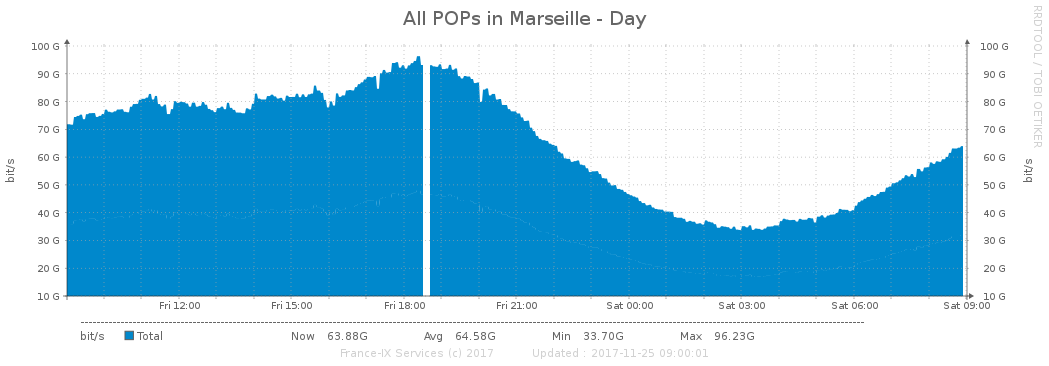 All POPs in Marseille - Day
RRDTOOL / TOBI OETIKER
100 G 100 G
90 G 90 G
80 G 80 G
70 G 70 G
60 G 60 G
50 G 50 G
40 G 40 G
30 G 30 G
20 G 20 G
10 G 10 G
bit/s bit/s
Fri 12:00 Fri 15:00 Fri 18:00 Fri 21:00 Sat 00:00 Sat 03:00 Sat 06:00 Sat 09:00
bit/s Total Now 63.88G Avg 64.58G Min 33.70G Max 96.23G
France-IX Services (c) 2017 Updated : 2017-11-25 09:00:01